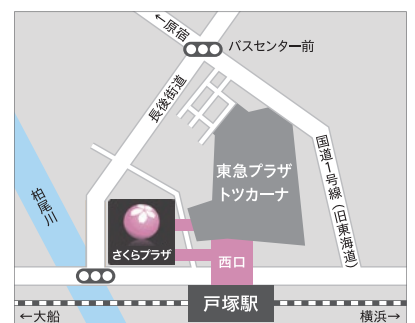 ←原宿
バスセンター前
長後街道
国道1号線(旧東海道)
東急プラザ
トツカーナ
柏尾川
さくらプラザ
西口
戸塚駅
←大船
横浜→